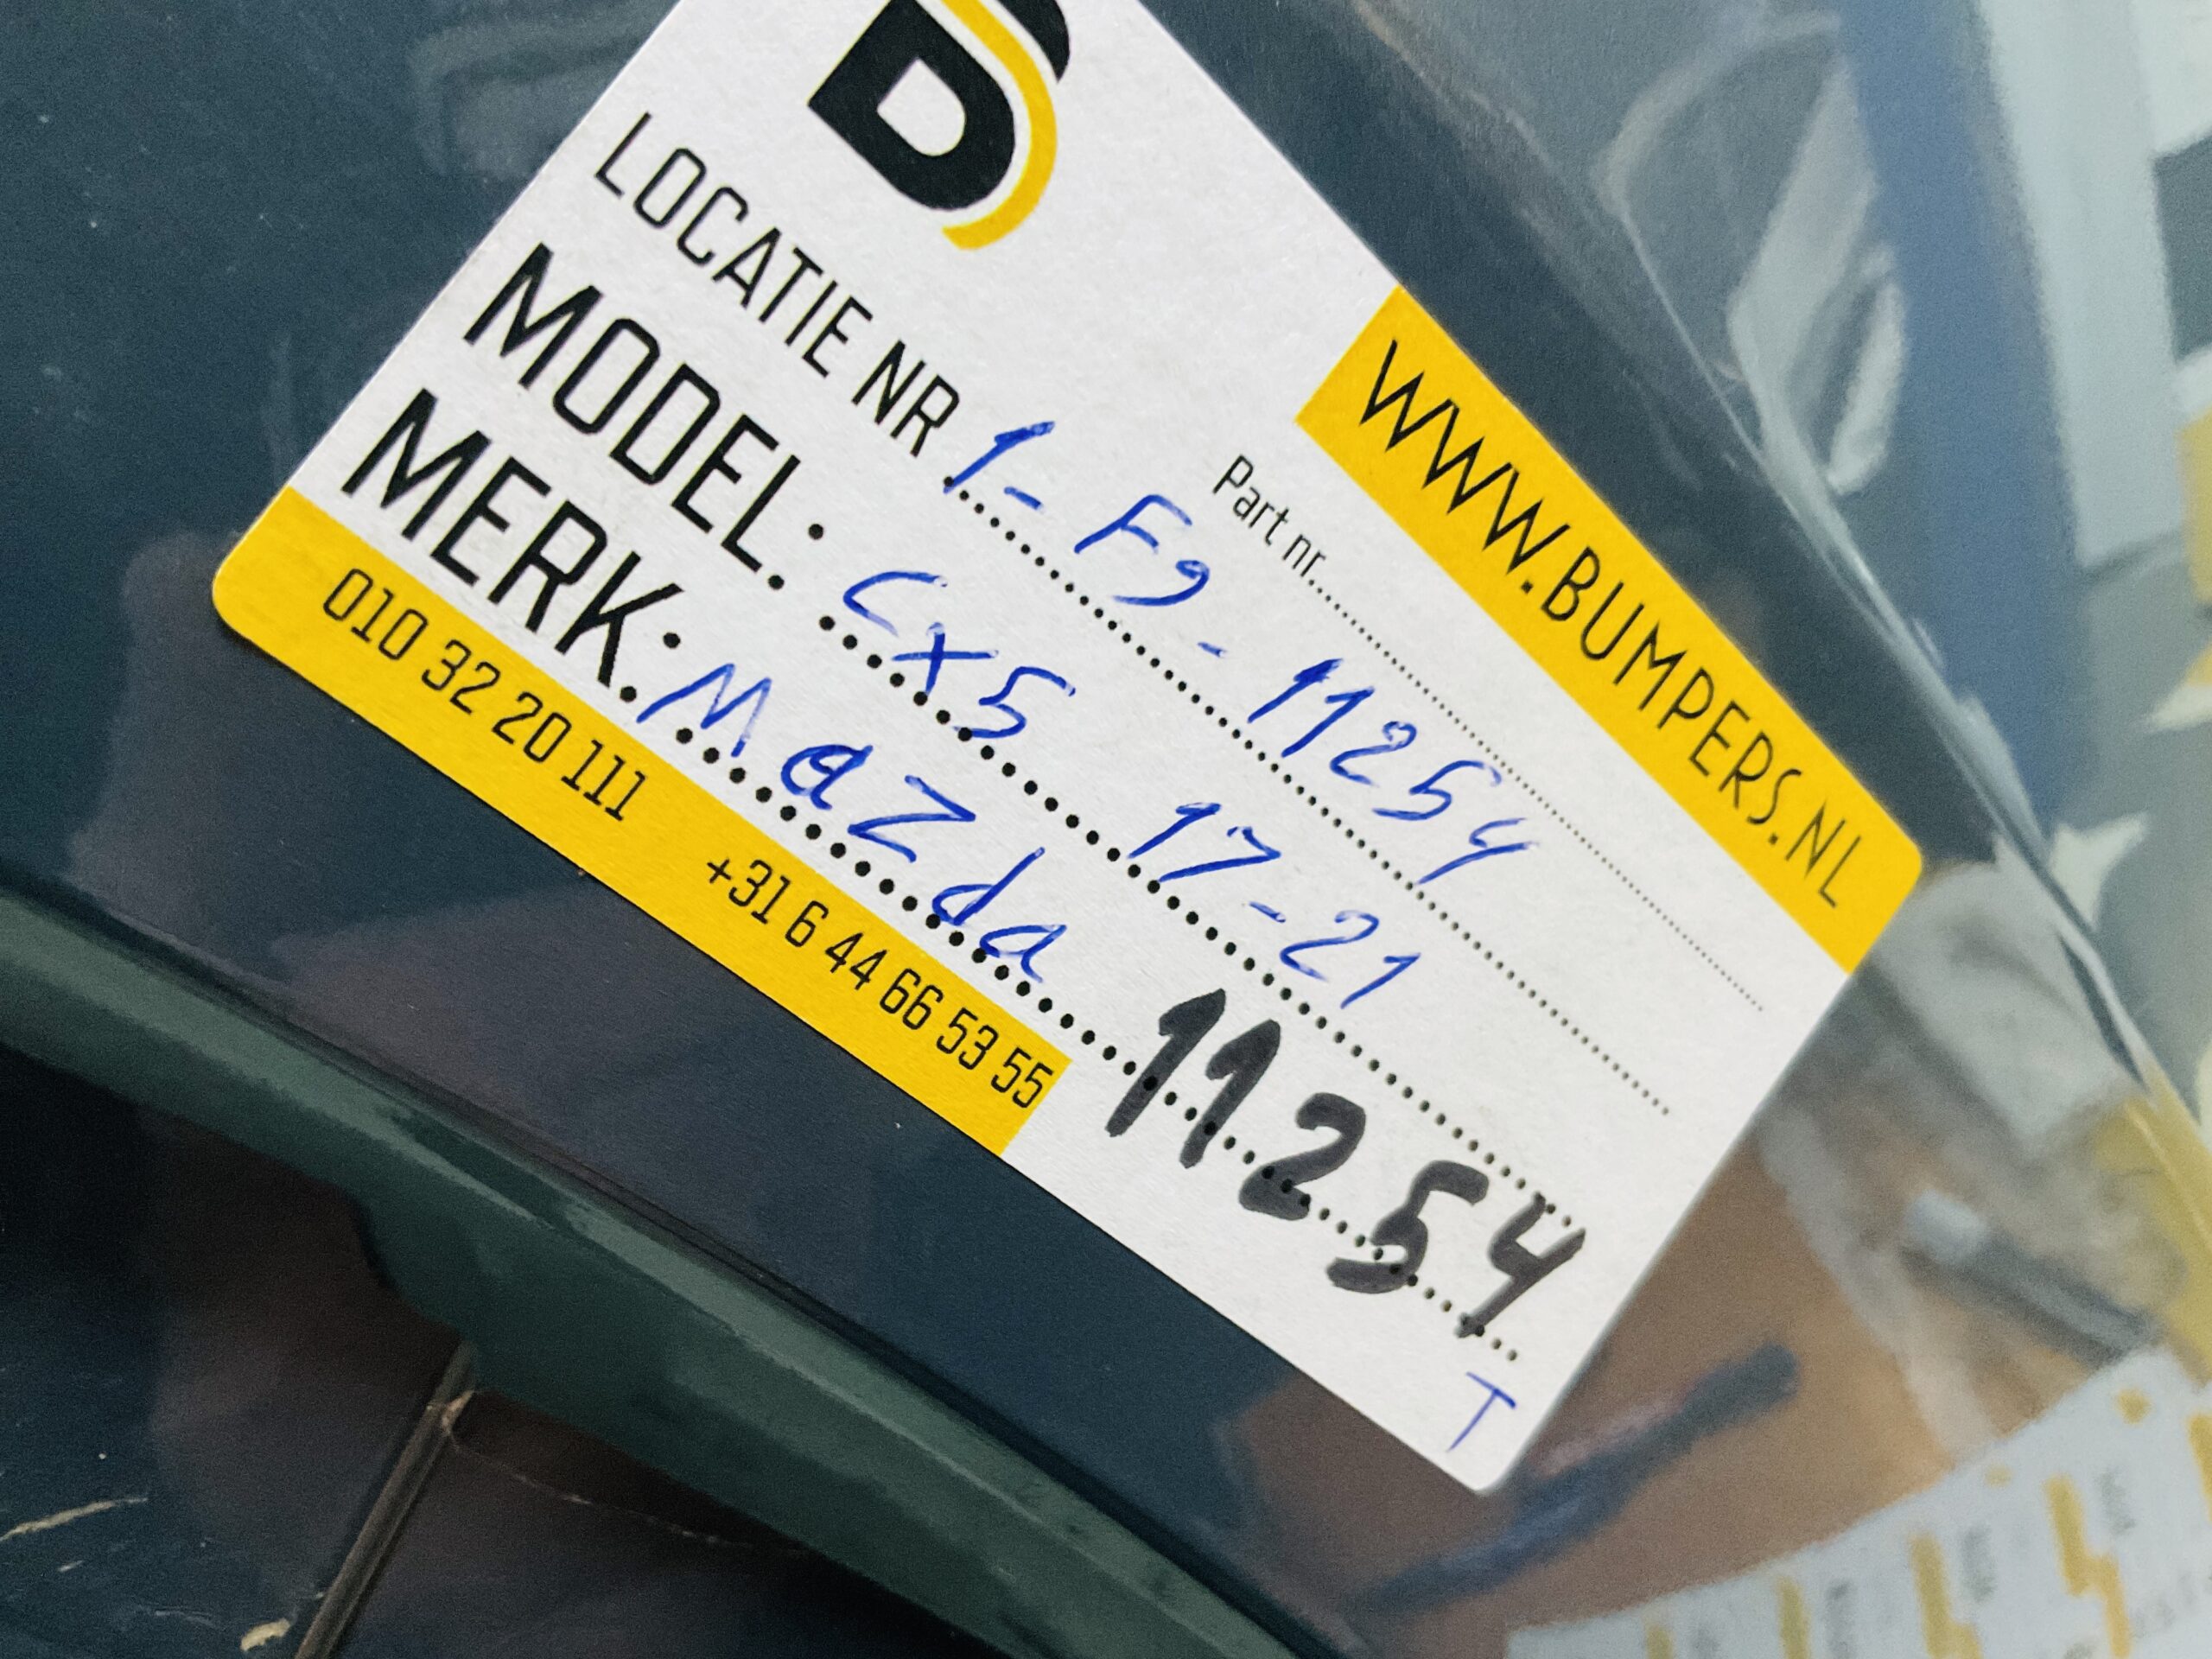 B
WWW.BUMPERS.NL
Part nr.
LOCATIE NR 1-F9-11254
MODEL: CX5 17-21
MERK: Mazda 11254
010 32 20 111 +31 6 44 66 53 55
T